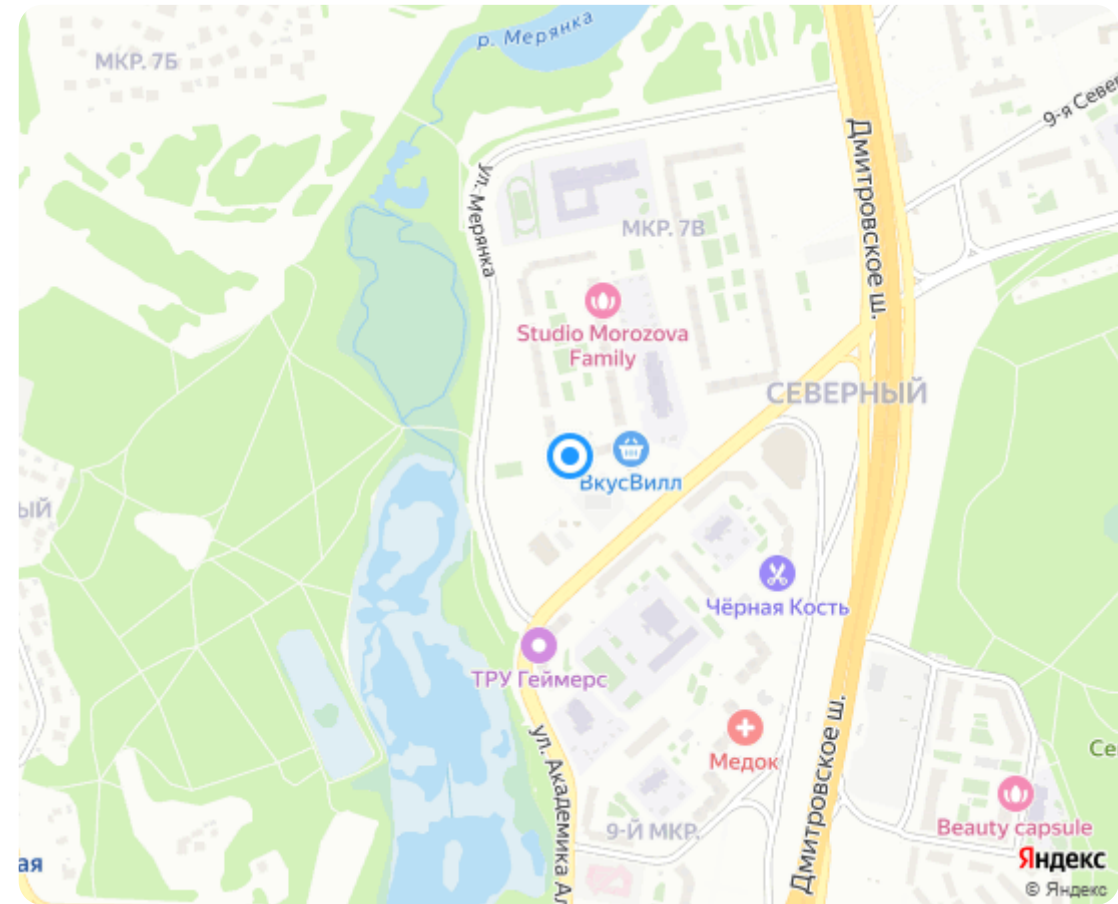 р. Мерянка
МКР. 7Б
9-я Север
Дмитровское ш.
ул. Мерянка
МКР. 7В
Studio Morozova
Family
СЕВЕРНЫЙ
ВкусВилл
ЫЙ
Чёрная Кость
ТРУ Геймерс
ул. Академика Ал
Медок
Дмитровское ш.
Се
Beauty capsule
9-Й МКР.
ая
Яндекс
© Яндекс